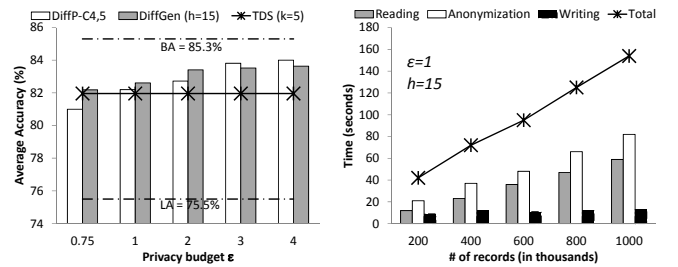 DiffP-C4,5 DiffGen (h=15) TDS (k=5)
86
84
82
80
78
76
74
Average Accuracy (%)
BA = 85.3%
LA = 75.5%
0.75 1 2 3 4
Privacy budget ε
Reading Anonymization Writing Total
180
160
140
120
100
80
60
40
20
0
Time (seconds)
ε=1
h=15
200 400 600 800 1000
# of records (in thousands)